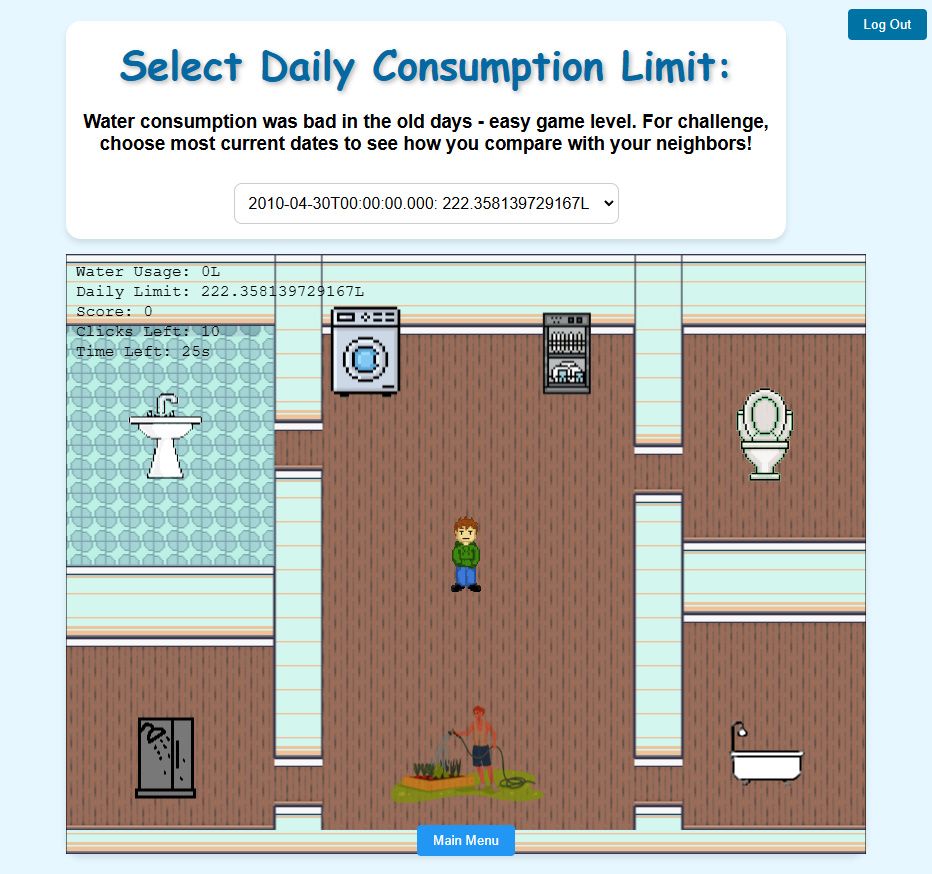 Log Out
Select Daily Consumption Limit:
Water consumption was bad in the old days - easy game level. For challenge,
choose most current dates to see how you compare with your neighbors!
2010-04-30T00:00:00.000: 222.358139729167L
Water Usage: 0L
Daily Limit: 222.358139729167L
Score: 0
Clicks Left: 10
Time Left: 25s
Main Menu